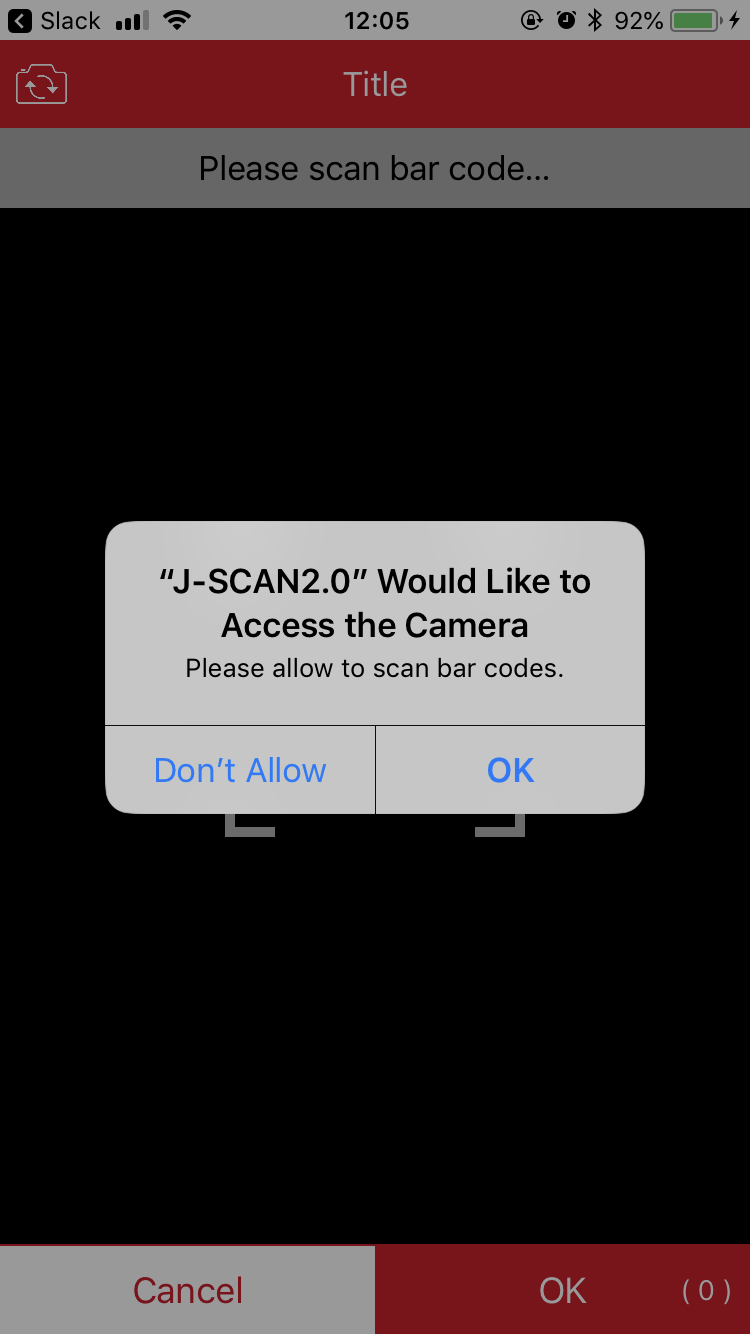 Slack 12:05 92%
Title
Please scan bar code...
“J-SCAN2.0” Would Like to
Access the Camera
Please allow to scan bar codes.
Don’t Allow OK
Cancel OK ( 0 )